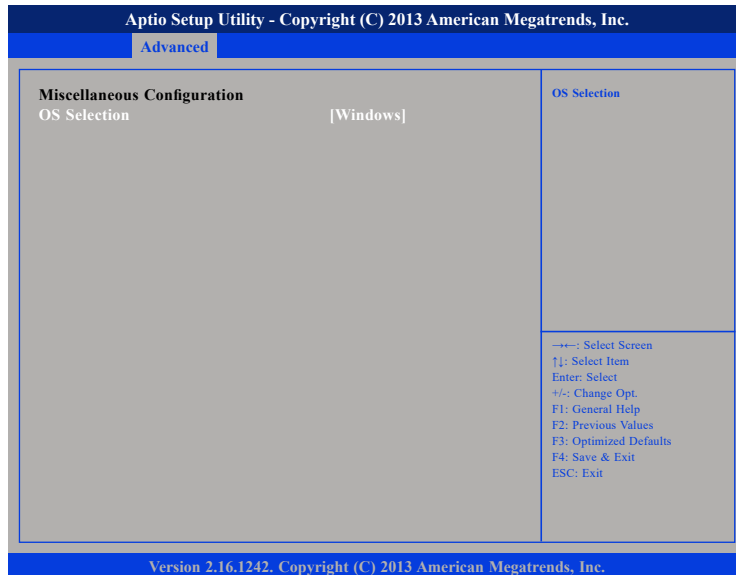 Aptio Setup Utility - Copyright (C) 2013 American Megatrends, Inc.
Advanced
Miscellaneous Configuration
OS Selection [Windows]
OS Selection
→←: Select Screen
↑↓: Select Item
Enter: Select
+/-: Change Opt.
F1: General Help
F2: Previous Values
F3: Optimized Defaults
F4: Save & Exit
ESC: Exit
Version 2.16.1242. Copyright (C) 2013 American Megatrends, Inc.